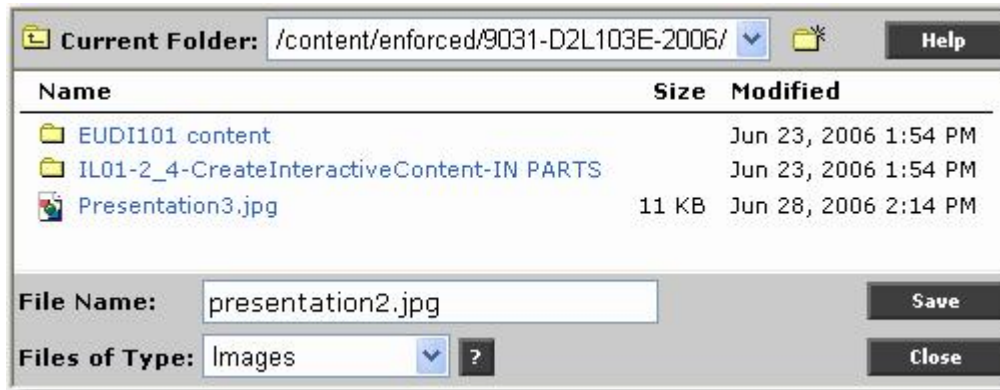 Current Folder: /content/enforced/9031-D2L103E-2006/ Help
Name Size Modified
EUDI101 content Jun 23, 2006 1:54 PM
IL01-2_4-CreateInteractiveContent-IN PARTS Jun 23, 2006 1:54 PM
Presentation3.jpg 11 KB Jun 28, 2006 2:14 PM
File Name: presentation2.jpg Save
Files of Type: Images ? Close